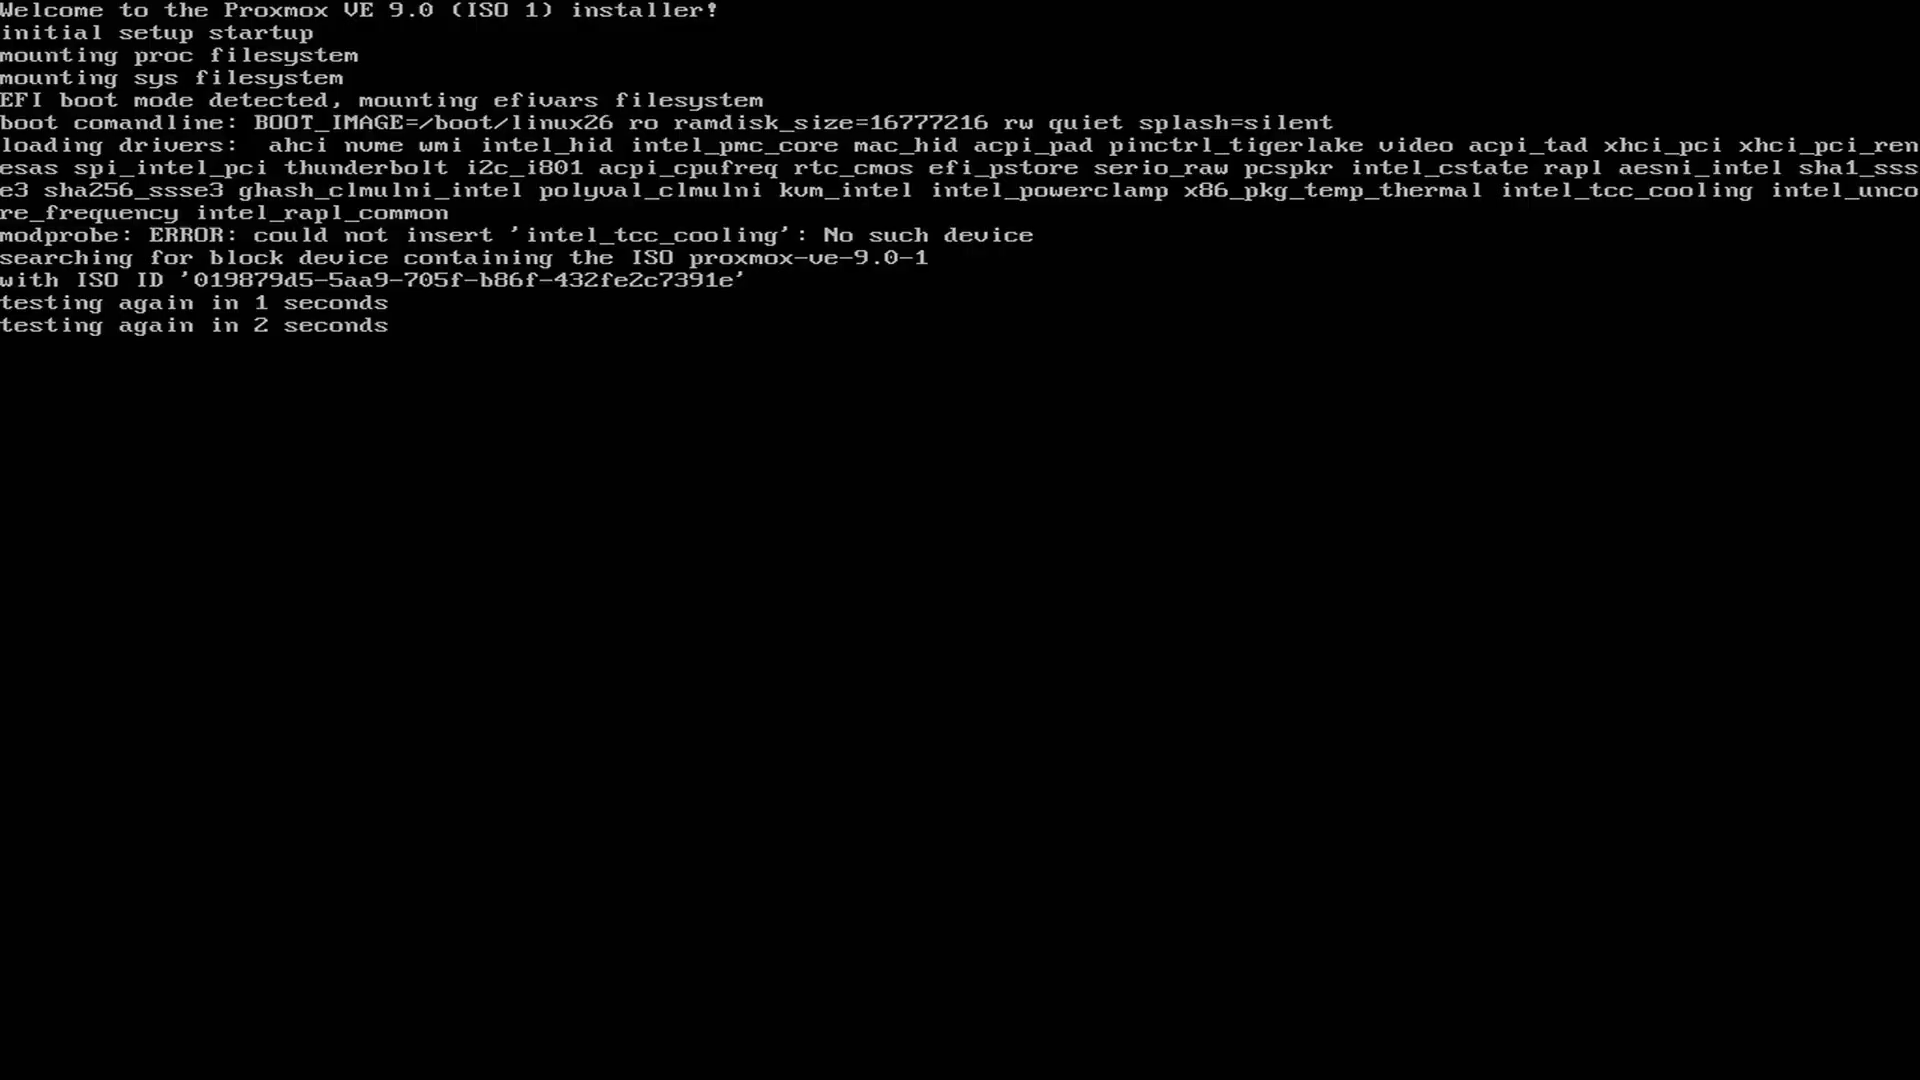 Welcome to the Proxmox VE 9.0 (ISO 1) installer!
initial setup startup
mounting proc filesystem
mounting sys filesystem
EFI boot mode detected, mounting efivars filesystem
boot comandline: BOOT_IMAGE=/boot/linux26 ro ramdisk_size=16777216 rw quiet splash=silent
loading drivers:  ahci nvme wmi intel_hid intel_pmc_core mac_hid acpi_pad pinctrl_tigerlake video acpi_tad xhci_pci xhci_pci_ren
esas spi_intel_pci thunderbolt i2c_i801 acpi_cpufreq rtc_cmos efi_pstore serio_raw pcspkr intel_cstate rapl aesni_intel sha1_sss
e3 sha256_ssse3 ghash_clmulni_intel polyval_clmulni kvm_intel intel_powerclamp x86_pkg_temp_thermal intel_tcc_cooling intel_unco
re_frequency intel_rapl_common
modprobe: ERROR: could not insert 'intel_tcc_cooling': No such device
searching for block device containing the ISO proxmox-ve-9.0-1
with ISO ID '019879d5-5aa9-705f-b86f-432fe2c7391e'
testing again in 1 seconds
testing again in 2 seconds